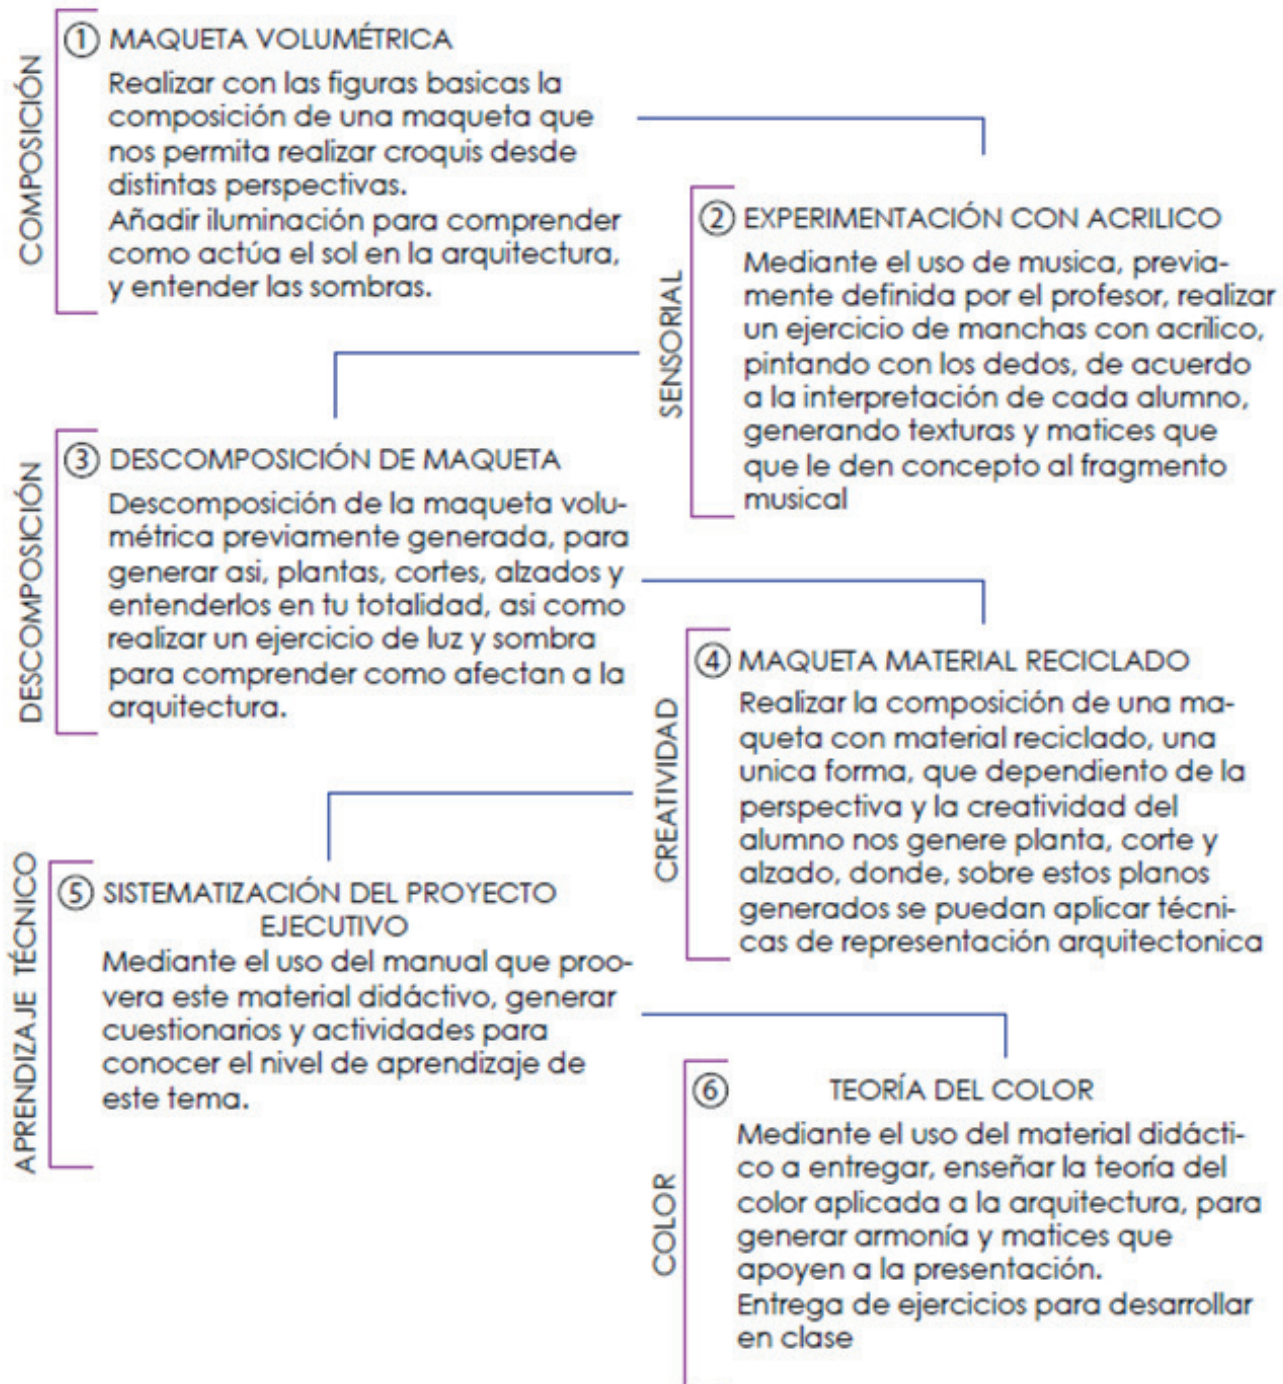 COMPOSICIÓN
① MAQUETA VOLUMÉTRICA
Realizar con las figuras basicas la
composición de una maqueta que
nos permita realizar croquis desde
distintas perspectivas.
Añadir iluminación para comprender
como actúa el sol en la arquitectura,
y entender las sombras.
SENSORIAL
② EXPERIMENTACIÓN CON ACRILICO
Mediante el uso de musica, previa-
mente definida por el profesor, realizar
un ejercicio de manchas con acrilico,
pintando con los dedos, de acuerdo
a la interpretación de cada alumno,
generando texturas y matices que
que le den concepto al fragmento
musical
DESCOMPOSICIÓN
③ DESCOMPOSICIÓN DE MAQUETA
Descomposición de la maqueta volu-
métrica previamente generada, para
generar asi, plantas, cortes, alzados y
entenderlos en tu totalidad, asi como
realizar un ejercicio de luz y sombra
para comprender como afectan a la
arquitectura.
CREATIVIDAD
④ MAQUETA MATERIAL RECICLADO
Realizar la composición de una ma-
queta con material reciclado, una
unica forma, que dependiento de la
perspectiva y la creatividad del
alumno nos genere planta, corte y
alzado, donde, sobre estos planos
generados se puedan aplicar técni-
cas de representación arquitectonica
APRENDIZAJE TÉCNICO
⑤ SISTEMATIZACIÓN DEL PROYECTO
EJECUTIVO
Mediante el uso del manual que proo-
vera este material didáctivo, generar
cuestionarios y actividades para
conocer el nivel de aprendizaje de
este tema.
COLOR
⑥ TEORÍA DEL COLOR
Mediante el uso del material didácti-
co a entregar, enseñar la teoría del
color aplicada a la arquitectura, para
generar armonía y matices que
apoyen a la presentación.
Entrega de ejercicios para desarrollar
en clase